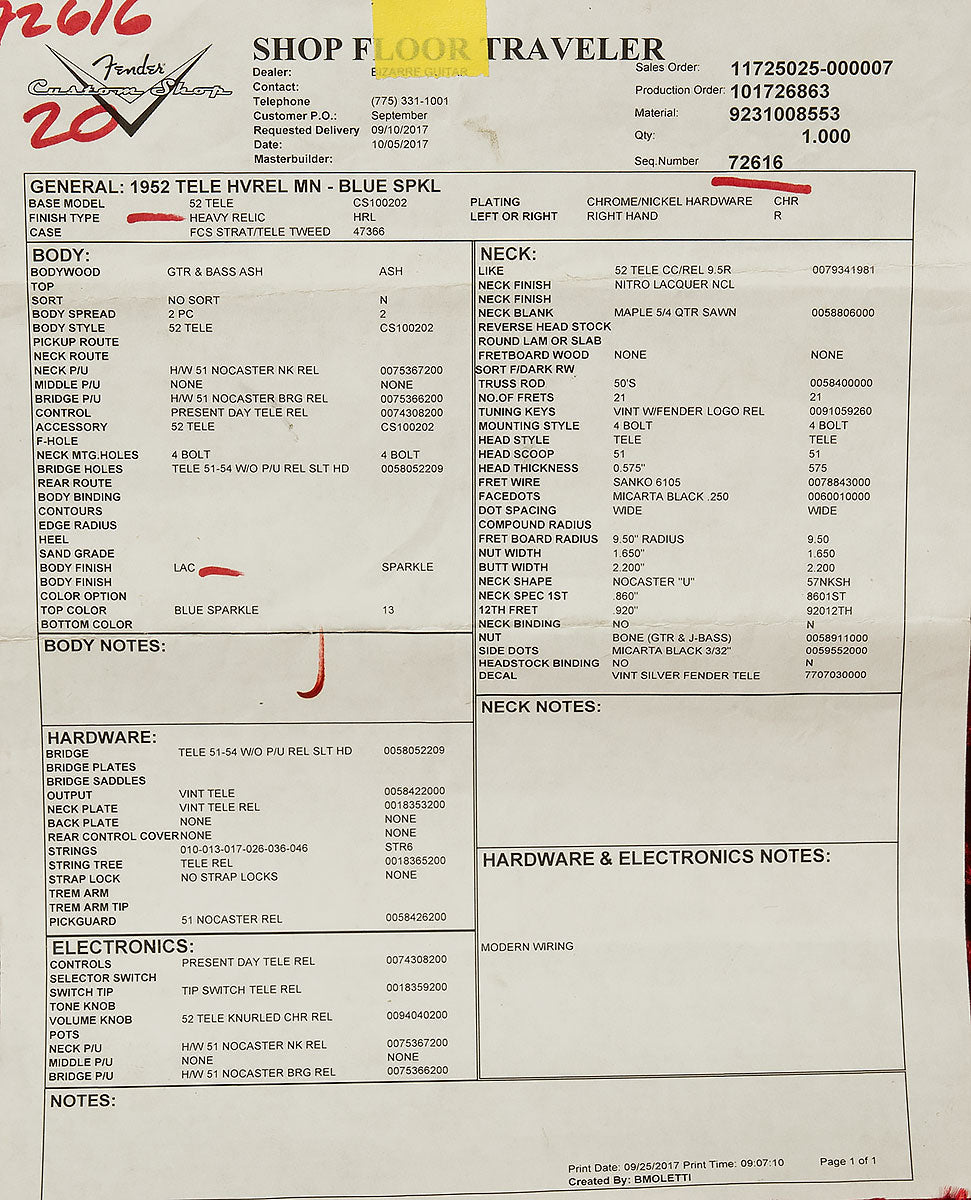 72616
Fender
Custom Shop
20
SHOP FLOOR TRAVELER
Dealer: BIZARRE GUITAR
Contact:
Telephone (775) 331-1001
Customer P.O.: September
Requested Delivery 09/10/2017
Date: 10/05/2017
Masterbuilder:
Sales Order: 11725025-000007
Production Order: 101726863
Material: 9231008553
Qty: 1.000
Seq.Number 72616
GENERAL: 1952 TELE HVREL MN - BLUE SPKL
BASE MODEL 52 TELE CS100202 PLATING CHROME/NICKEL HARDWARE CHR
FINISH TYPE HEAVY RELIC HRL LEFT OR RIGHT RIGHT HAND R
CASE FCS STRAT/TELE TWEED 47366
BODY:
BODYWOOD GTR & BASS ASH ASH
TOP
SORT NO SORT N
BODY SPREAD 2 PC 2
BODY STYLE 52 TELE CS100202
PICKUP ROUTE
NECK ROUTE
NECK P/U H/W 51 NOCASTER NK REL 0075367200
MIDDLE P/U NONE NONE
BRIDGE P/U H/W 51 NOCASTER BRG REL 0075366200
CONTROL PRESENT DAY TELE REL 0074308200
ACCESSORY 52 TELE CS100202
F-HOLE
NECK MTG.HOLES 4 BOLT 4 BOLT
BRIDGE HOLES TELE 51-54 W/O P/U REL SLT HD 0058052209
REAR ROUTE
BODY BINDING
CONTOURS
EDGE RADIUS
HEEL
SAND GRADE
BODY FINISH LAC SPARKLE
BODY FINISH
COLOR OPTION
TOP COLOR BLUE SPARKLE 13
BOTTOM COLOR
BODY NOTES:
HARDWARE:
BRIDGE TELE 51-54 W/O P/U REL SLT HD 0058052209
BRIDGE PLATES
BRIDGE SADDLES
OUTPUT VINT TELE 0058422000
NECK PLATE VINT TELE REL 0018353200
BACK PLATE NONE NONE
REAR CONTROL COVER NONE NONE
STRINGS 010-013-017-026-036-046 STR6
STRING TREE TELE REL 0018365200
STRAP LOCK NO STRAP LOCKS NONE
TREM ARM
TREM ARM TIP
PICKGUARD 51 NOCASTER REL 0058426200
ELECTRONICS:
CONTROLS PRESENT DAY TELE REL 0074308200
SELECTOR SWITCH
SWITCH TIP TIP SWITCH TELE REL 0018359200
TONE KNOB
VOLUME KNOB 52 TELE KNURLED CHR REL 0094040200
POTS
NECK P/U H/W 51 NOCASTER NK REL 0075367200
MIDDLE P/U NONE NONE
BRIDGE P/U H/W 51 NOCASTER BRG REL 0075366200
NECK:
LIKE 52 TELE CC/REL 9.5R 0079341981
NECK FINISH NITRO LACQUER NCL
NECK FINISH
NECK BLANK MAPLE 5/4 QTR SAWN 0058806000
REVERSE HEAD STOCK
ROUND LAM OR SLAB
FRETBOARD WOOD NONE NONE
SORT F/DARK RW
TRUSS ROD 50'S 0058400000
NO.OF FRETS 21 21
TUNING KEYS VINT W/FENDER LOGO REL 0091059260
MOUNTING STYLE 4 BOLT 4 BOLT
HEAD STYLE TELE TELE
HEAD SCOOP 51 51
HEAD THICKNESS 0.575" 575
FRET WIRE SANKO 6105 0078843000
FACEDOTS MICARTA BLACK .250 0060010000
DOT SPACING WIDE WIDE
COMPOUND RADIUS
FRET BOARD RADIUS 9.50" RADIUS 9.50
NUT WIDTH 1.650" 1.650
BUTT WIDTH 2.200" 2.200
NECK SHAPE NOCASTER "U" 57NKSH
NECK SPEC 1ST .860" 8601ST
12TH FRET .920" 92012TH
NECK BINDING NO N
NUT BONE (GTR & J-BASS) 0058911000
SIDE DOTS MICARTA BLACK 3/32" 0059552000
HEADSTOCK BINDING NO N
DECAL VINT SILVER FENDER TELE 7707030000
NECK NOTES:
HARDWARE & ELECTRONICS NOTES:
MODERN WIRING
NOTES:
Print Date: 09/25/2017 Print Time: 09:07:10 Page 1 of 1
Created By: BMOLETTI